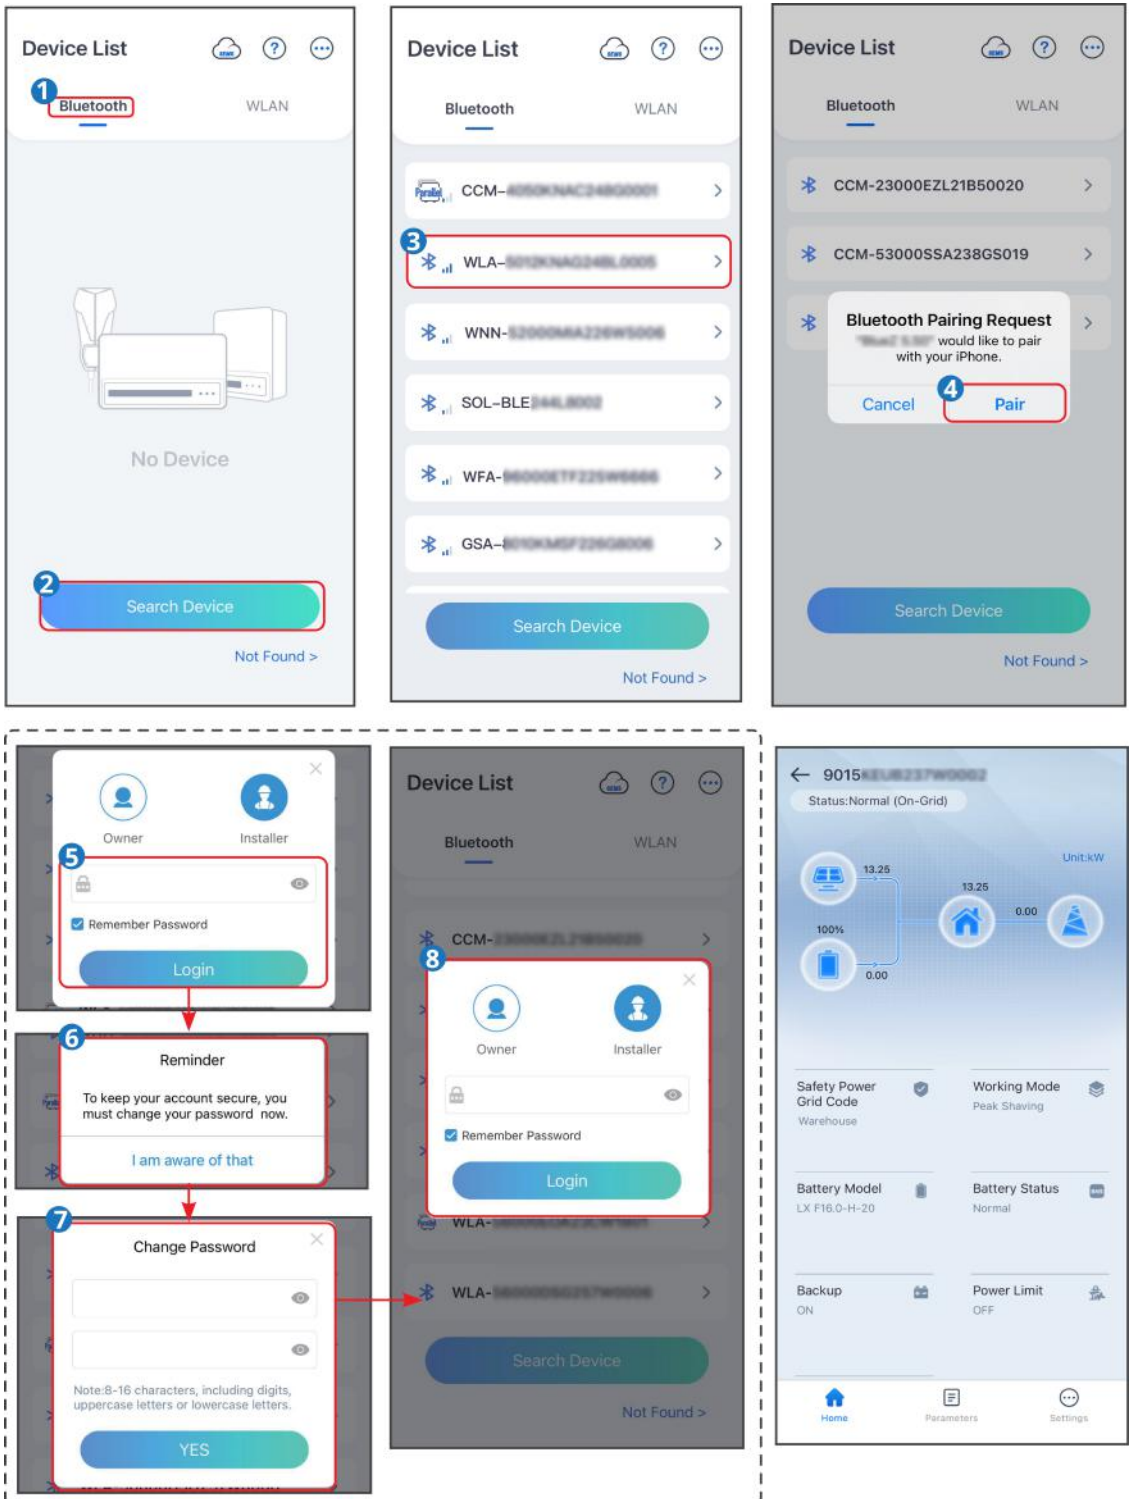 Device List
1
Bluetooth
WLAN
No Device
2
Search Device
Not Found >
Device List
Bluetooth
WLAN
Parallel
CCM-
3
WLA-
WNN-
SOL-BLE
WFA-
GSA-
Search Device
Not Found >
Device List
Bluetooth
WLAN
CCM-23000EZL21B50020
CCM-53000SSA238GS019
Bluetooth Pairing Request
would like to pair
with your iPhone.
4
Cancel
Pair
Search Device
Not Found >
Owner
Installer
5
Remember Password
Login
6
Reminder
To keep your account secure, you
must change your password now.
I am aware of that
7
Change Password
Note:8-16 characters, including digits,
uppercase letters or lowercase letters.
YES
Device List
Bluetooth
WLAN
CCM-
8
Owner
Installer
Remember Password
Login
WLA-
WLA-
Search Device
Not Found >
9015
Status:Normal (On-Grid)
Unit:kW
13.25
13.25
0.00
100%
0.00
Safety Power
Grid Code
Warehouse
Working Mode
Peak Shaving
Battery Model
LX F16.0-H-20
Battery Status
Normal
Backup
ON
Power Limit
OFF
Home
Parameters
Settings